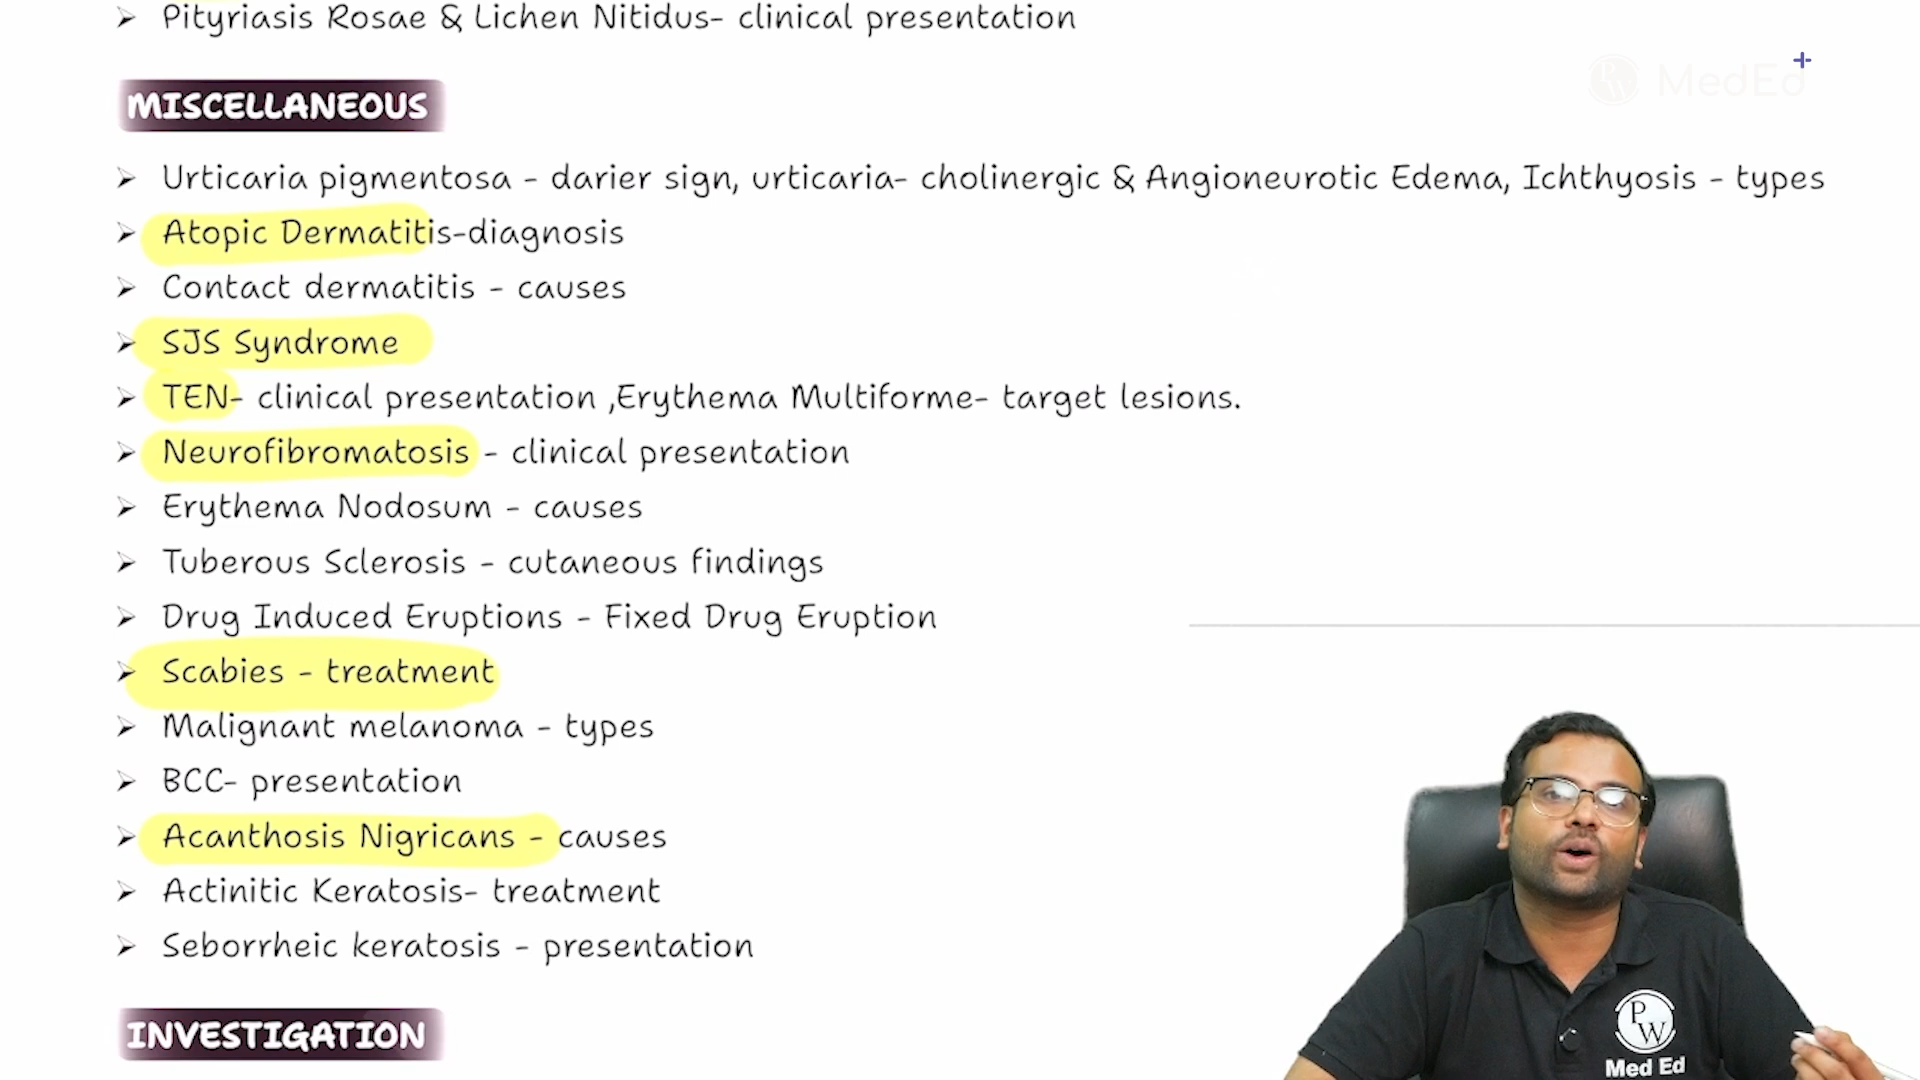 ➢ Pityriasis Rosae & Lichen Nitidus- clinical presentation
PW MedEd
MISCELLANEOUS
➢ Urticaria pigmentosa - darier sign, urticaria- cholinergic & Angioneurotic Edema, Ichthyosis - types
➢ Atopic Dermatitis-diagnosis
➢ Contact dermatitis - causes
➢ SJS Syndrome
➢ TEN- clinical presentation ,Erythema Multiforme- target lesions.
➢ Neurofibromatosis - clinical presentation
➢ Erythema Nodosum - causes
➢ Tuberous Sclerosis - cutaneous findings
➢ Drug Induced Eruptions - Fixed Drug Eruption
➢ Scabies - treatment
➢ Malignant melanoma - types
➢ BCC- presentation
➢ Acanthosis Nigricans - causes
➢ Actinitic Keratosis- treatment
➢ Seborrheic keratosis - presentation
INVESTIGATION
PW
Med Ed